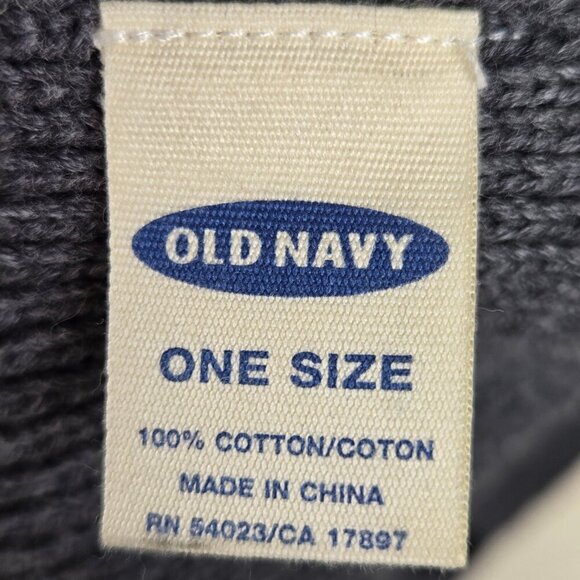 OLD NAVY
ONE SIZE
100% COTTON/COTON
MADE IN CHINA
RN 54023/CA 17897